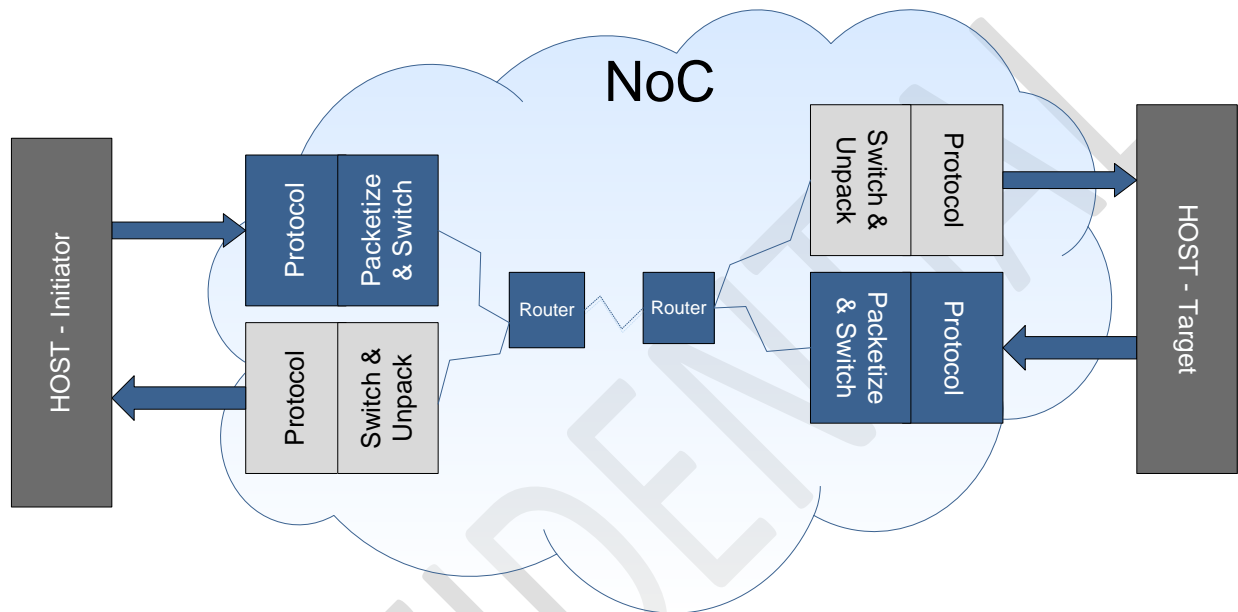 NoC
HOST - Initiator
Protocol
Packetize
& Switch
Protocol
Switch &
Unpack
Router
Router
Switch &
Unpack
Protocol
Packetize
& Switch
Protocol
HOST - Target